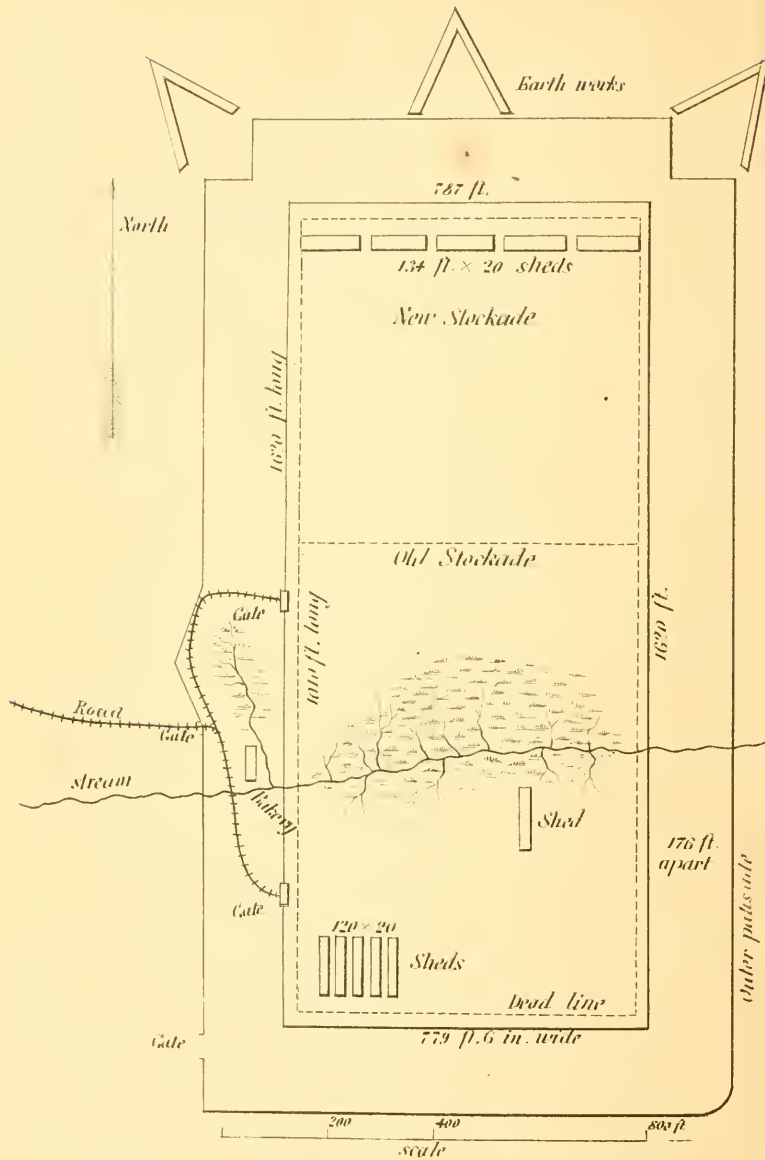 Earth works
North
787 ft.
134 ft. × 20 sheds
New Stockade
1620 ft. long
Old Stockade
Gate
1010 ft. long
1620 ft.
Road
Gate
stream
Bakery
Shed
176 ft.
apart
Outer palisade
Gate
120 × 20
Sheds
Dead line
Gate
779 ft. 6 in. wide
200
400
800 ft
scale